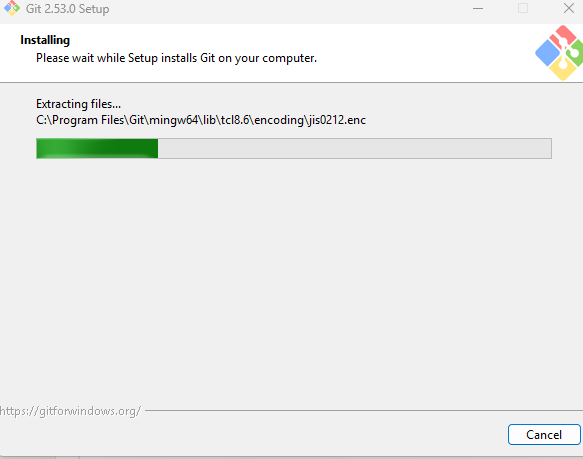 Git 2.53.0 Setup
Installing
Please wait while Setup installs Git on your computer.
Extracting files...
C:\Program Files\Git\mingw64\lib\tcl8.6\encoding\jis0212.enc
https://gitforwindows.org/
Cancel